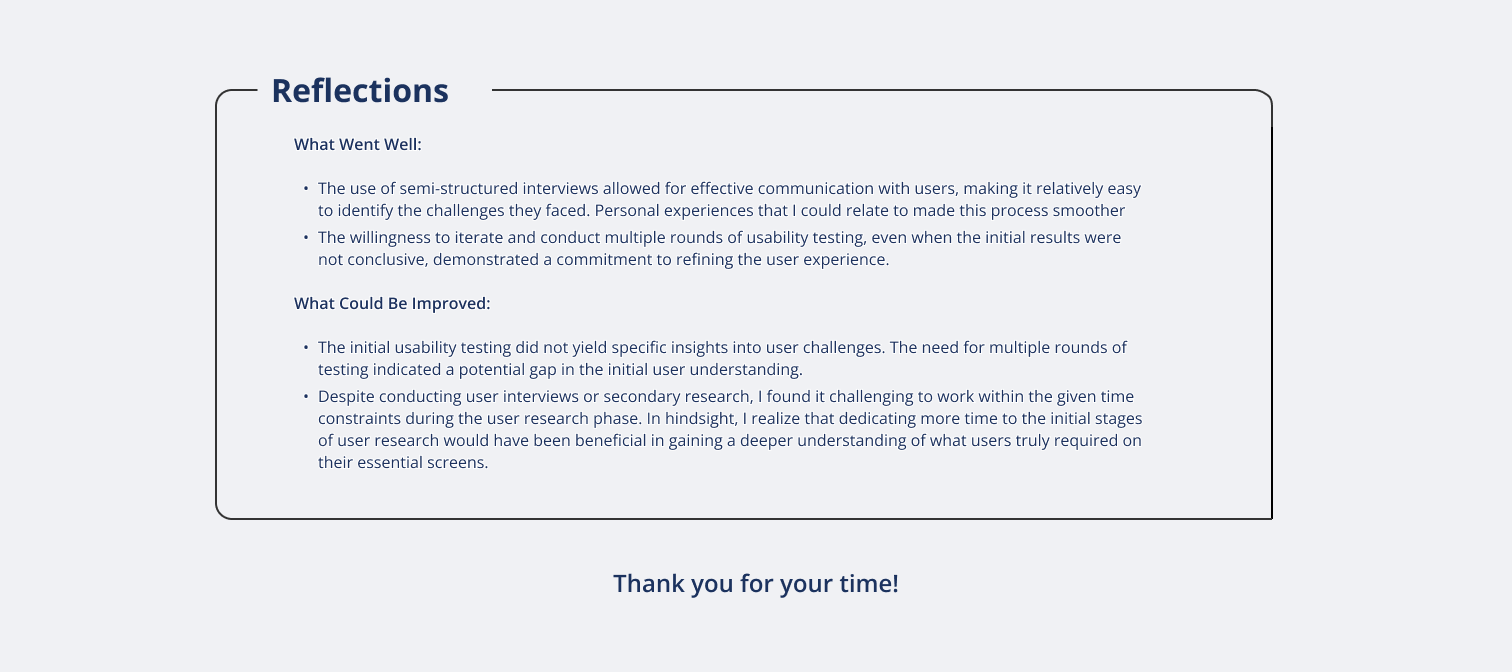 Reflections
What Went Well:
• The use of semi-structured interviews allowed for effective communication with users, making it relatively easy
to identify the challenges they faced. Personal experiences that I could relate to made this process smoother
• The willingness to iterate and conduct multiple rounds of usability testing, even when the initial results were
not conclusive, demonstrated a commitment to refining the user experience.
What Could Be Improved:
• The initial usability testing did not yield specific insights into user challenges. The need for multiple rounds of
testing indicated a potential gap in the initial user understanding.
• Despite conducting user interviews or secondary research, I found it challenging to work within the given time
constraints during the user research phase. In hindsight, I realize that dedicating more time to the initial stages
of user research would have been beneficial in gaining a deeper understanding of what users truly required on
their essential screens.
Thank you for your time!